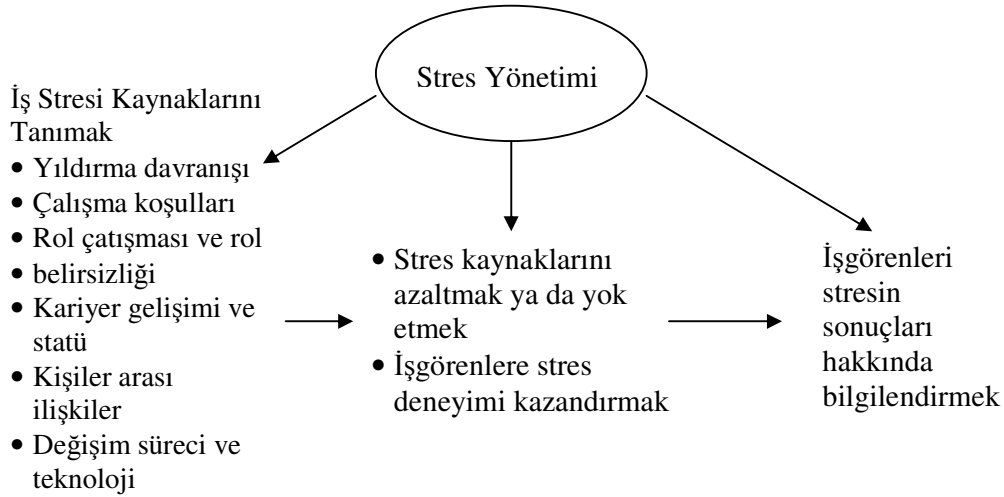 Stres Yönetimi
İş Stresi Kaynaklarını
Tanımak
• Yıldırma davranışı
• Çalışma koşulları
• Rol çatışması ve rol
• belirsizliği
• Kariyer gelişimi ve
statü
• Kişiler arası
ilişkiler
• Değişim süreci ve
teknoloji
• Stres kaynaklarını
azaltmak ya da yok
etmek
• İşgörenlere stres
deneyimi kazandırmak
İşgörenleri
stresin
sonuçları
hakkında
bilgilendirmek